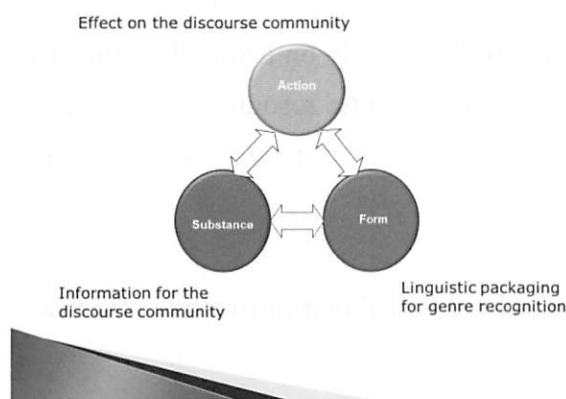 Effect on the discourse community
Action
Substance
Form
Information for the
discourse community
Linguistic packaging
for genre recognition